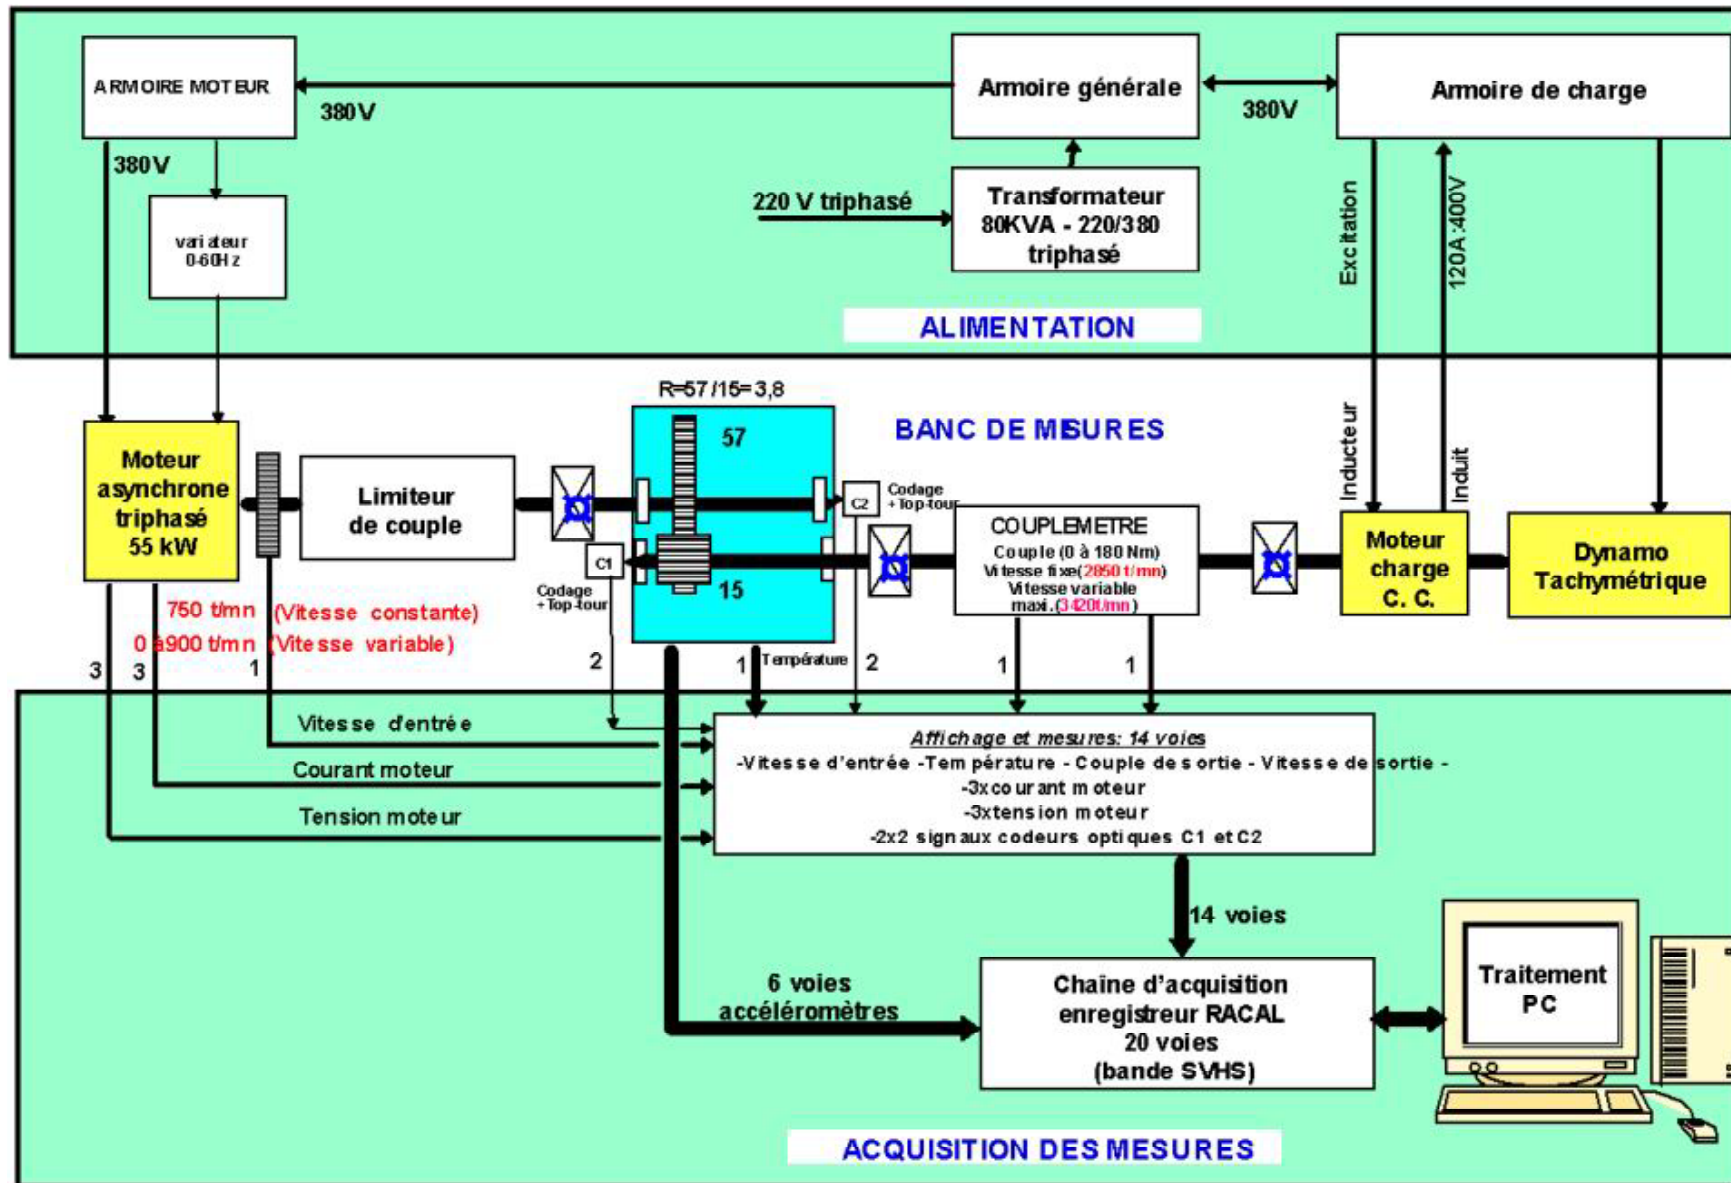 ARMOIRE MOTEUR
Armoire générale
Armoire de charge
380V
380V
380V
variateur
0-60Hz
220 V triphasé
Transformateur
80KVA - 220/380
triphasé
Excitation
120A:400V
ALIMENTATION
R=57/15=3,8
BANC DE MESURES
Moteur
asynchrone
triphasé
55 kW
Limiteur
de couple
57
15
C2
Codage
+Top-tour
C1
Codage
+Top-tour
COUPLEMETRE
Couple (0 à 180 Nm)
Vitesse fixe(2850 t/mn)
Vitesse variable
maxi.(3420t/mn)
Inducteur
Induit
Moteur
charge
C. C.
Dynamo
Tachymétrique
750 t/mn (Vitesse constante)
0 à900 t/mn (Vitesse variable)
3
3
1
2
1
Température
2
1
1
Vitesse d'entrée
Courant moteur
Tension moteur
Affichage et mesures: 14 voies
-Vitesse d'entrée -Température - Couple de sortie - Vitesse de sortie -
-3xcourant moteur
-3xtension moteur
-2x2 signaux codeurs optiques C1 et C2
14 voies
6 voies
accéléromètres
Chaîne d'acquisition
enregistreur RACAL
20 voies
(bande SVHS)
Traitement
PC
ACQUISITION DES MESURES